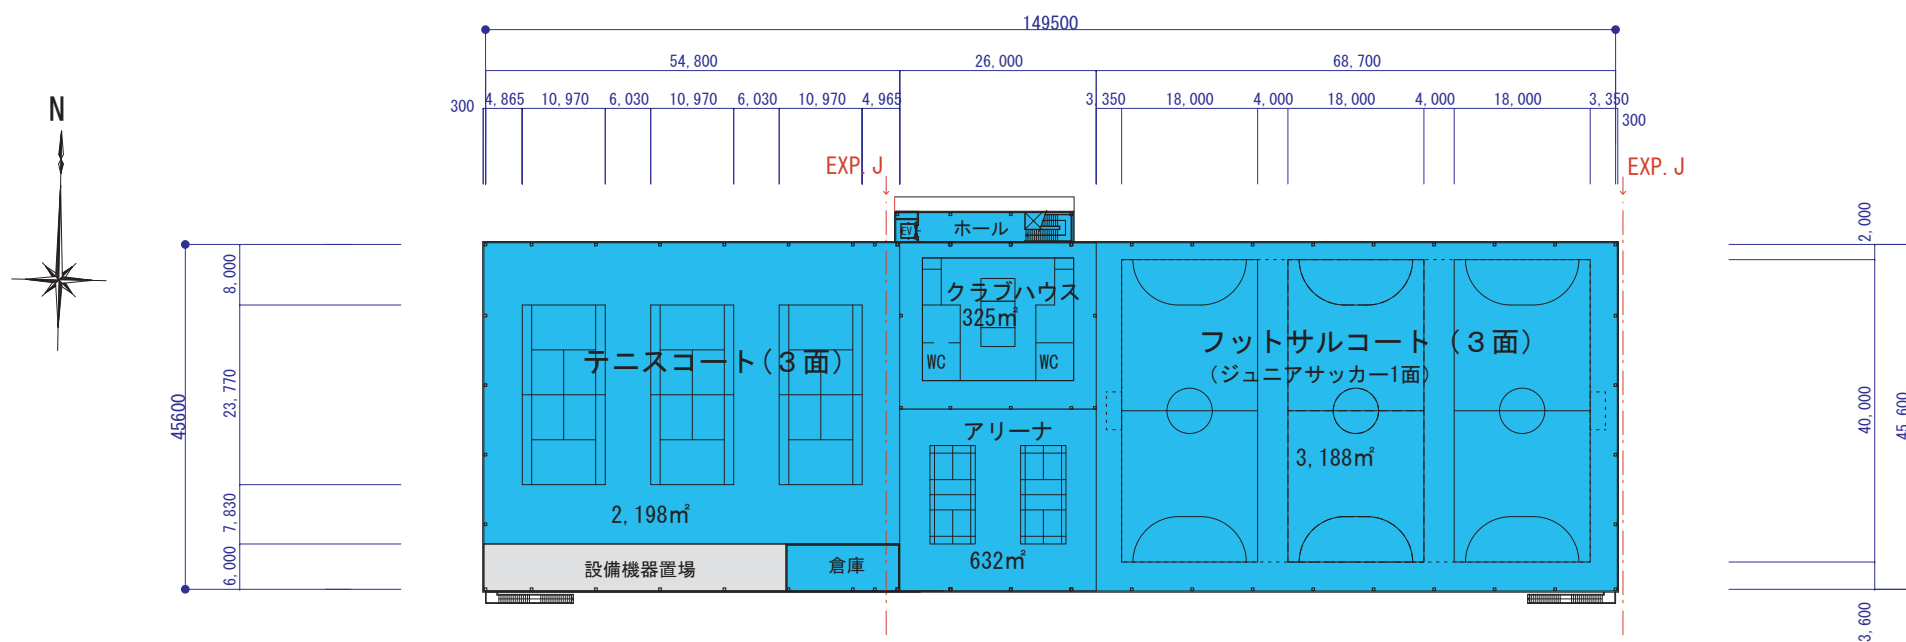 149500
54,800 26,000 68,700
300 4,865 10,970 6,030 10,970 6,030 10,970 4,965 3,350 18,000 4,000 18,000 4,000 18,000 3,350 300
N
EXP.J EXP.J
EV ホール
2,000
8,000
クラブハウス
325㎡
WC WC
テニスコート(３面)
フットサルコート（３面）
（ジュニアサッカー1面）
45600
23,770
40,000
45,600
アリーナ
3,188㎡
2,198㎡
7,830
632㎡
6,000
設備機器置場
倉庫
3,600